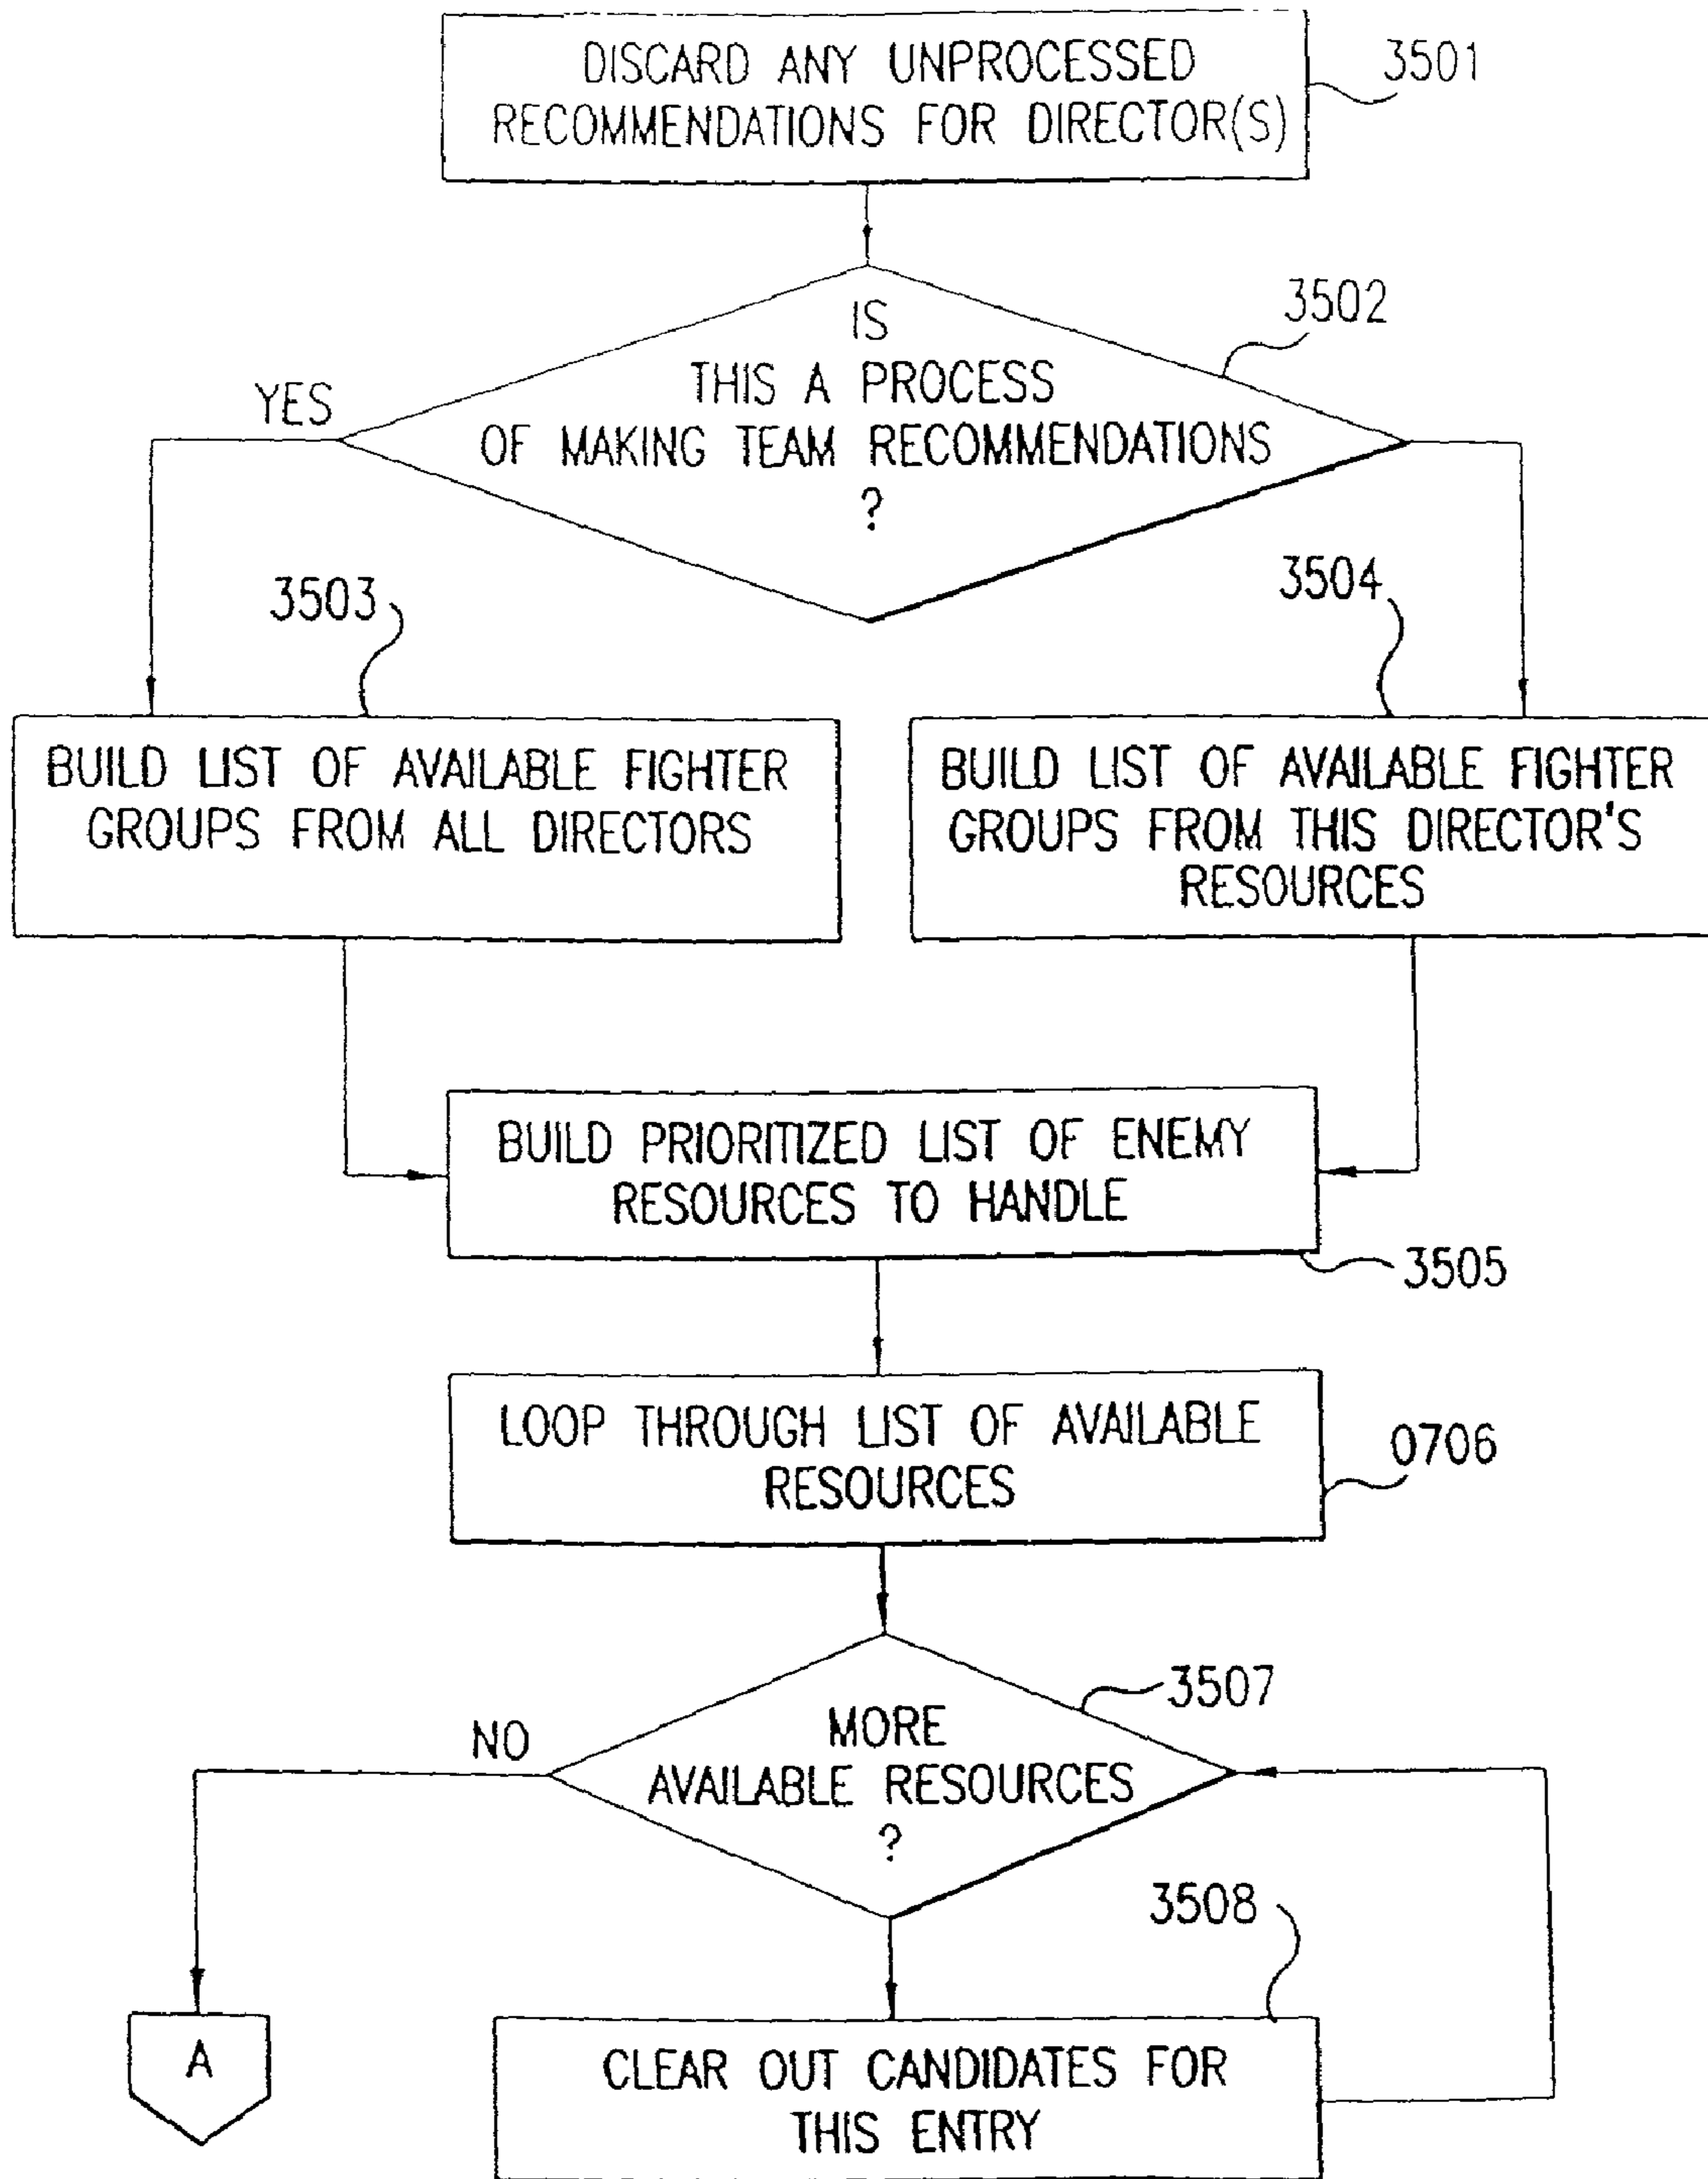 DISCARD ANY UNPROCESSED
RECOMMENDATIONS FOR DIRECTOR(S)
3501
IS
THIS A PROCESS
OF MAKING TEAM RECOMMENDATIONS
?
3502
YES
3503
3504
BUILD LIST OF AVAILABLE FIGHTER
GROUPS FROM ALL DIRECTORS
BUILD LIST OF AVAILABLE FIGHTER
GROUPS FROM THIS DIRECTOR'S
RESOURCES
BUILD PRIORITIZED LIST OF ENEMY
RESOURCES TO HANDLE
3505
LOOP THROUGH LIST OF AVAILABLE
RESOURCES
0706
3507
NO
MORE
AVAILABLE RESOURCES
?
3508
A
CLEAR OUT CANDIDATES FOR
THIS ENTRY